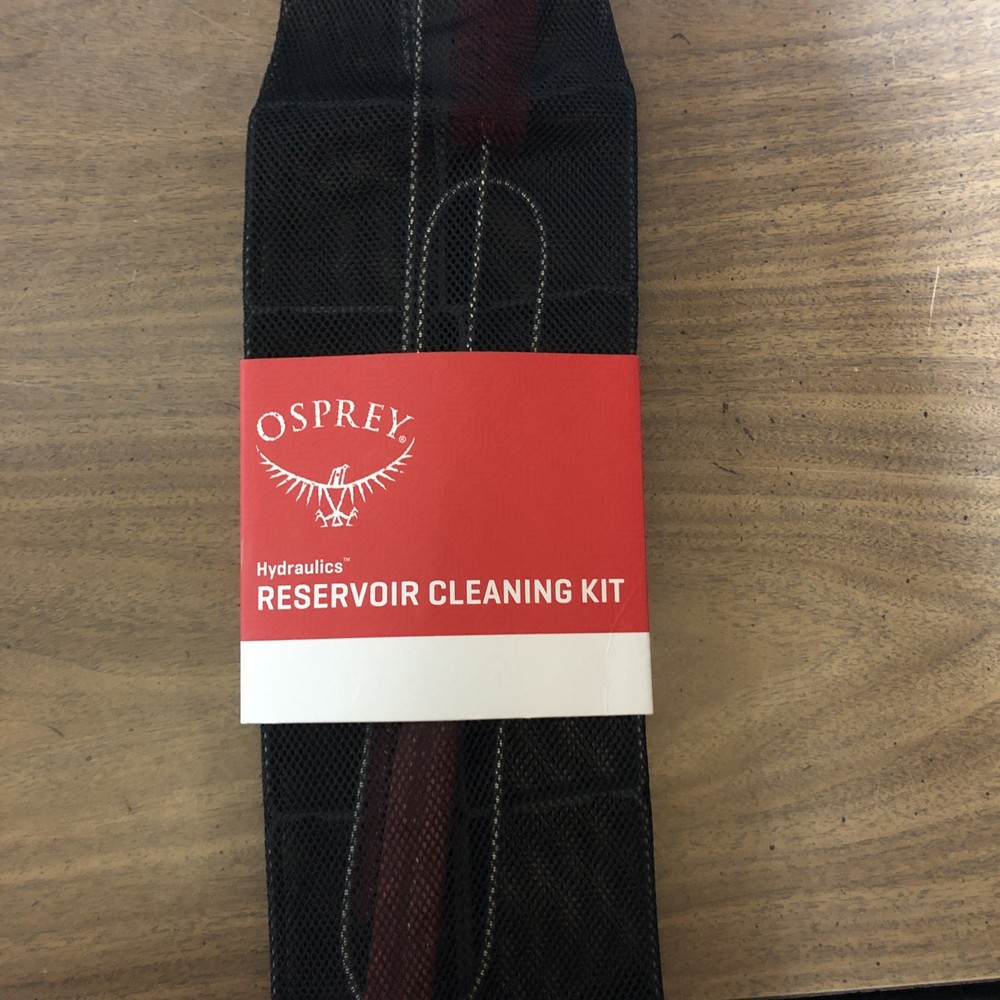 OSPREY®
Hydraulics™
RESERVOIR CLEANING KIT